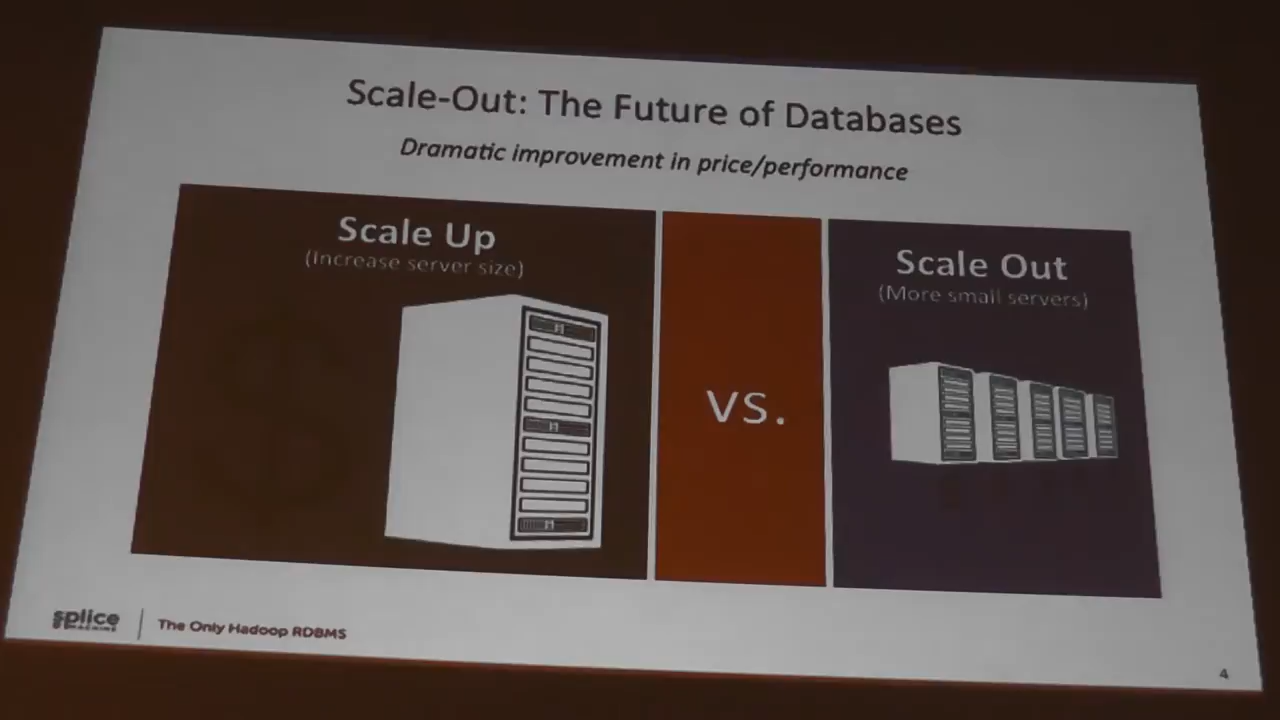 Scale-Out: The Future of Databases
Dramatic improvement in price/performance
Scale Up
(Increase server size)
vs.
Scale Out
(More small servers)
splice
MACHINE
The Only Hadoop RDBMS
4